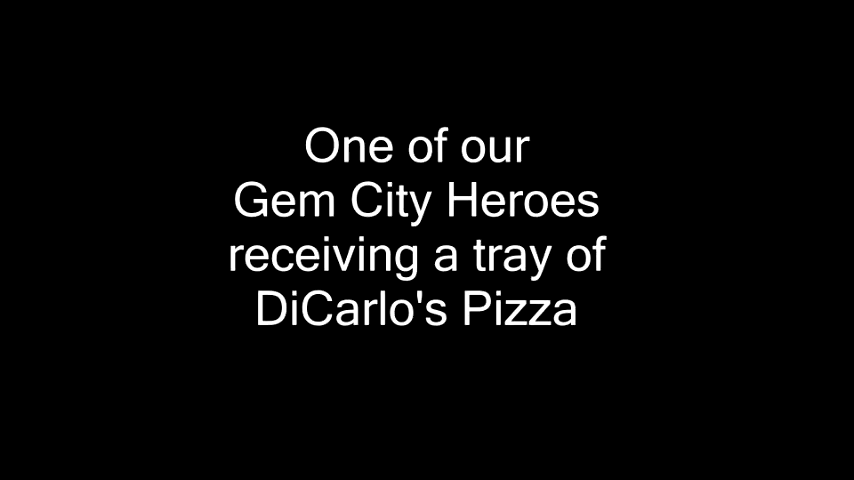 One of our
Gem City Heroes
receiving a tray of
DiCarlo's Pizza